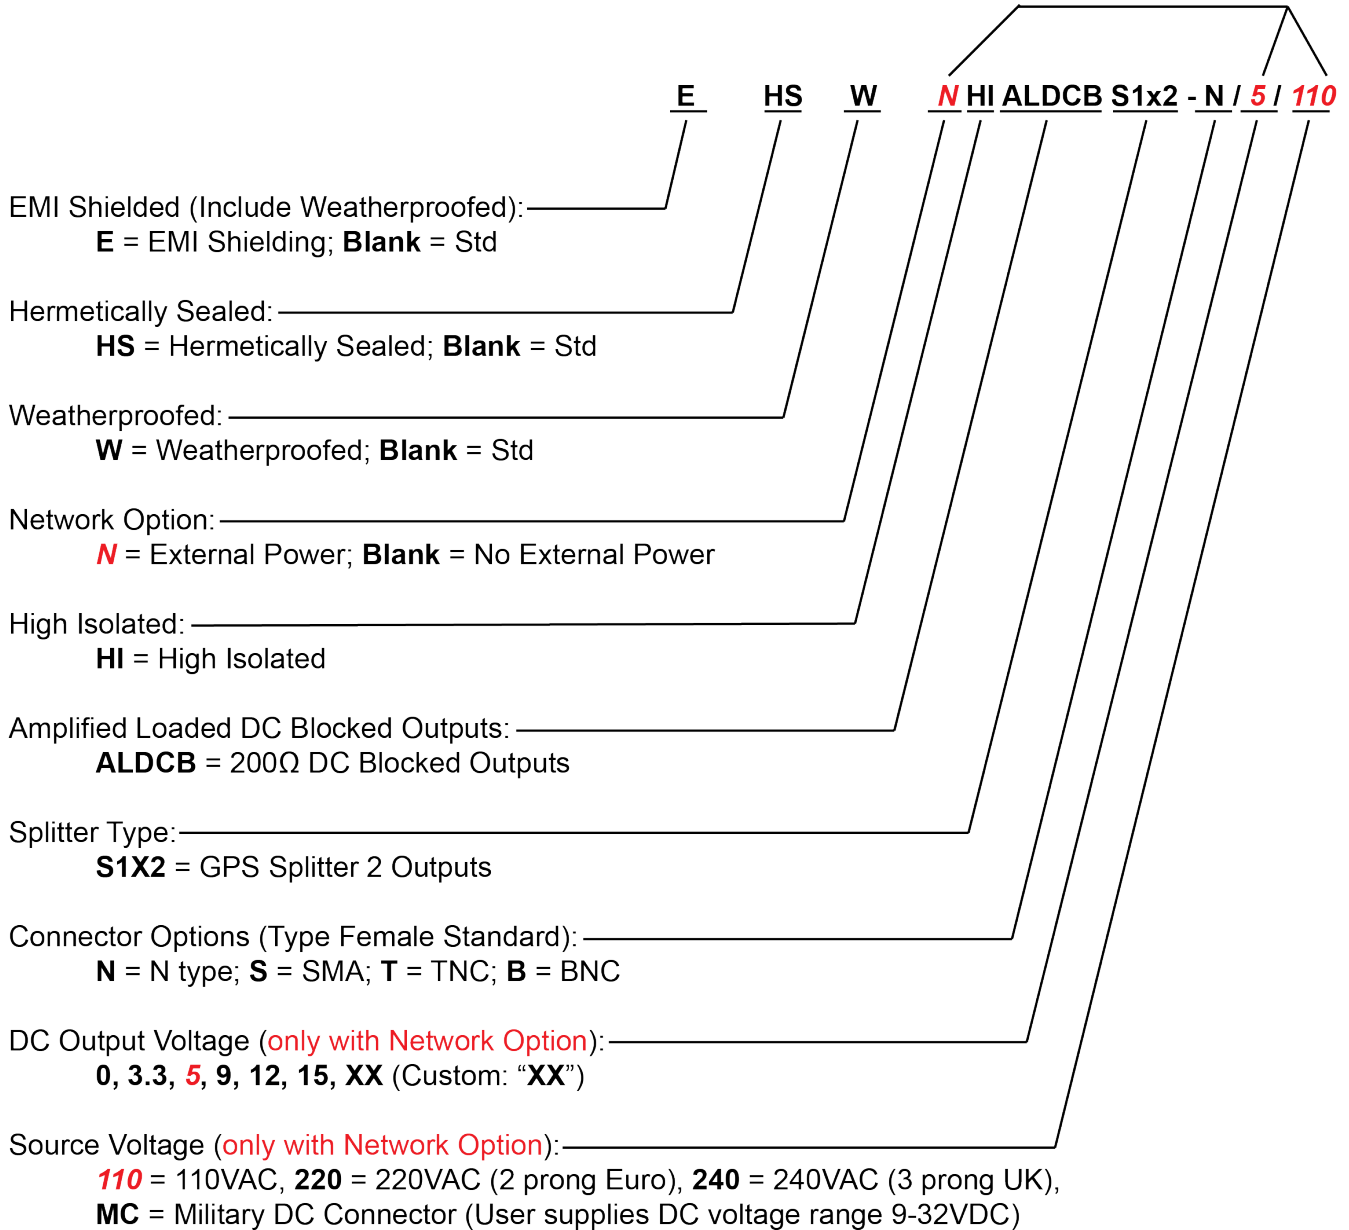 E HS W N HI ALDCB S1x2 - N / 5 / 110
EMI Shielded (Include Weatherproofed):
E = EMI Shielding; Blank = Std
Hermetically Sealed:
HS = Hermetically Sealed; Blank = Std
Weatherproofed:
W = Weatherproofed; Blank = Std
Network Option:
N = External Power; Blank = No External Power
High Isolated:
HI = High Isolated
Amplified Loaded DC Blocked Outputs:
ALDCB = 200Ω DC Blocked Outputs
Splitter Type:
S1X2 = GPS Splitter 2 Outputs
Connector Options (Type Female Standard):
N = N type; S = SMA; T = TNC; B = BNC
DC Output Voltage (only with Network Option):
0, 3.3, 5, 9, 12, 15, XX (Custom: “XX”)
Source Voltage (only with Network Option):
110 = 110VAC, 220 = 220VAC (2 prong Euro), 240 = 240VAC (3 prong UK),
MC = Military DC Connector (User supplies DC voltage range 9-32VDC)